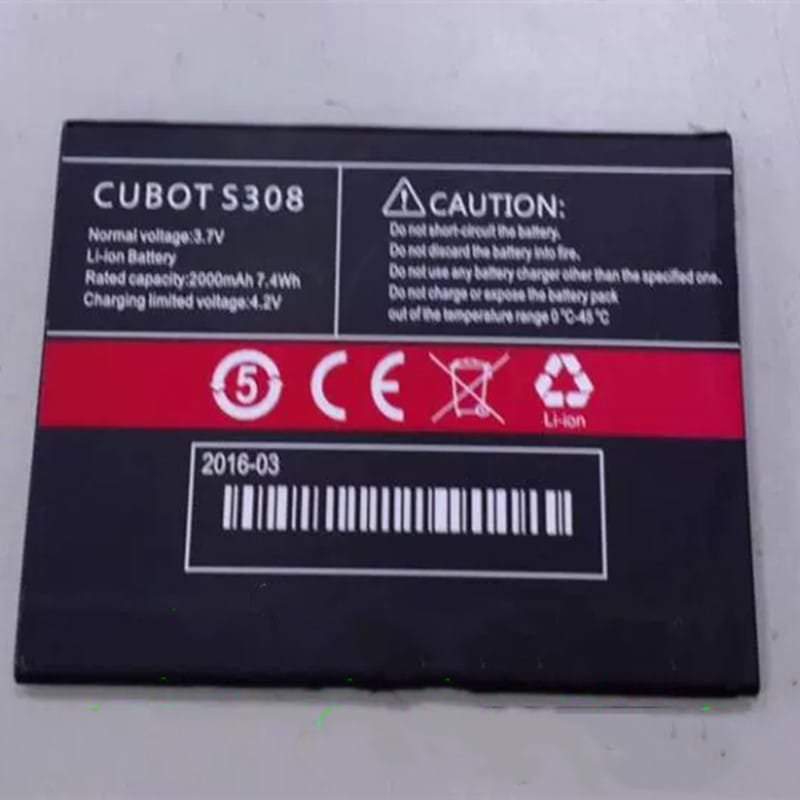 CUBOT S308
Normal voltage:3.7V
Li-ion Battery
Rated capacity:2000mAh 7.4Wh
Charging limited voltage:4.2V
CAUTION:
Do not short-circuit the battery.
Do not discard the battery into fire.
Do not use any battery charger other than the specified one.
Do not charge or expose the battery pack
out of the temperature range 0 °C-45 °C
5 CE
Li-ion
2016-03